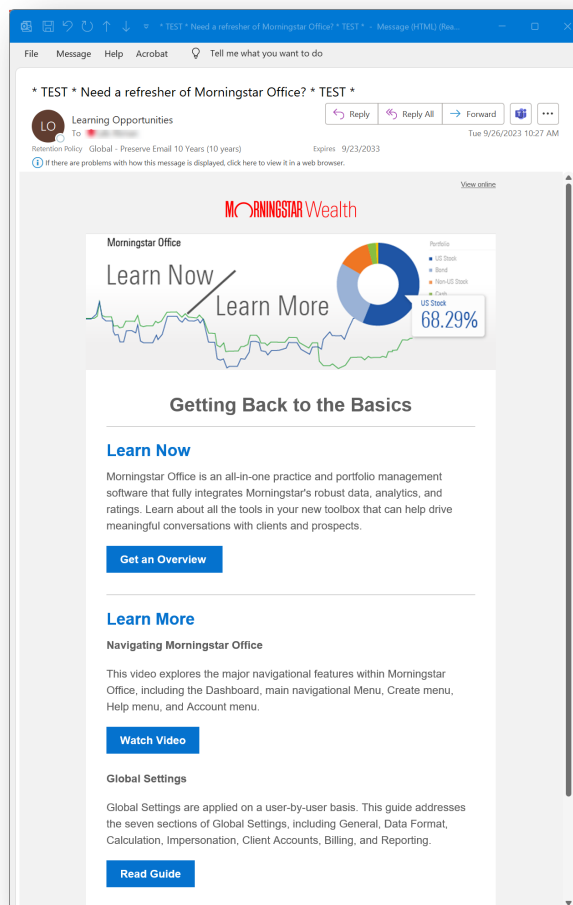 * TEST * Need a refresher of Morningstar Office? * TEST * - Message (HTML) (Rea...
File Message Help Acrobat Tell me what you want to do
* TEST * Need a refresher of Morningstar Office? * TEST *
LO
Learning Opportunities
To
Reply Reply All Forward
Tue 9/26/2023 10:27 AM
Retention Policy Global - Preserve Email 10 Years (10 years) Expires 9/23/2033
If there are problems with how this message is displayed, click here to view it in a web browser.
View online
MORNINGSTAR Wealth
Morningstar Office
Learn Now
Learn More
Portfolio
US Stock
Bond
Non-US Stock
Cash
US Stock
68.29%
Getting Back to the Basics
Learn Now
Morningstar Office is an all-in-one practice and portfolio management
software that fully integrates Morningstar's robust data, analytics, and
ratings. Learn about all the tools in your new toolbox that can help drive
meaningful conversations with clients and prospects.
Get an Overview
Learn More
Navigating Morningstar Office
This video explores the major navigational features within Morningstar
Office, including the Dashboard, main navigational Menu, Create menu,
Help menu, and Account menu.
Watch Video
Global Settings
Global Settings are applied on a user-by-user basis. This guide addresses
the seven sections of Global Settings, including General, Data Format,
Calculation, Impersonation, Client Accounts, Billing, and Reporting.
Read Guide